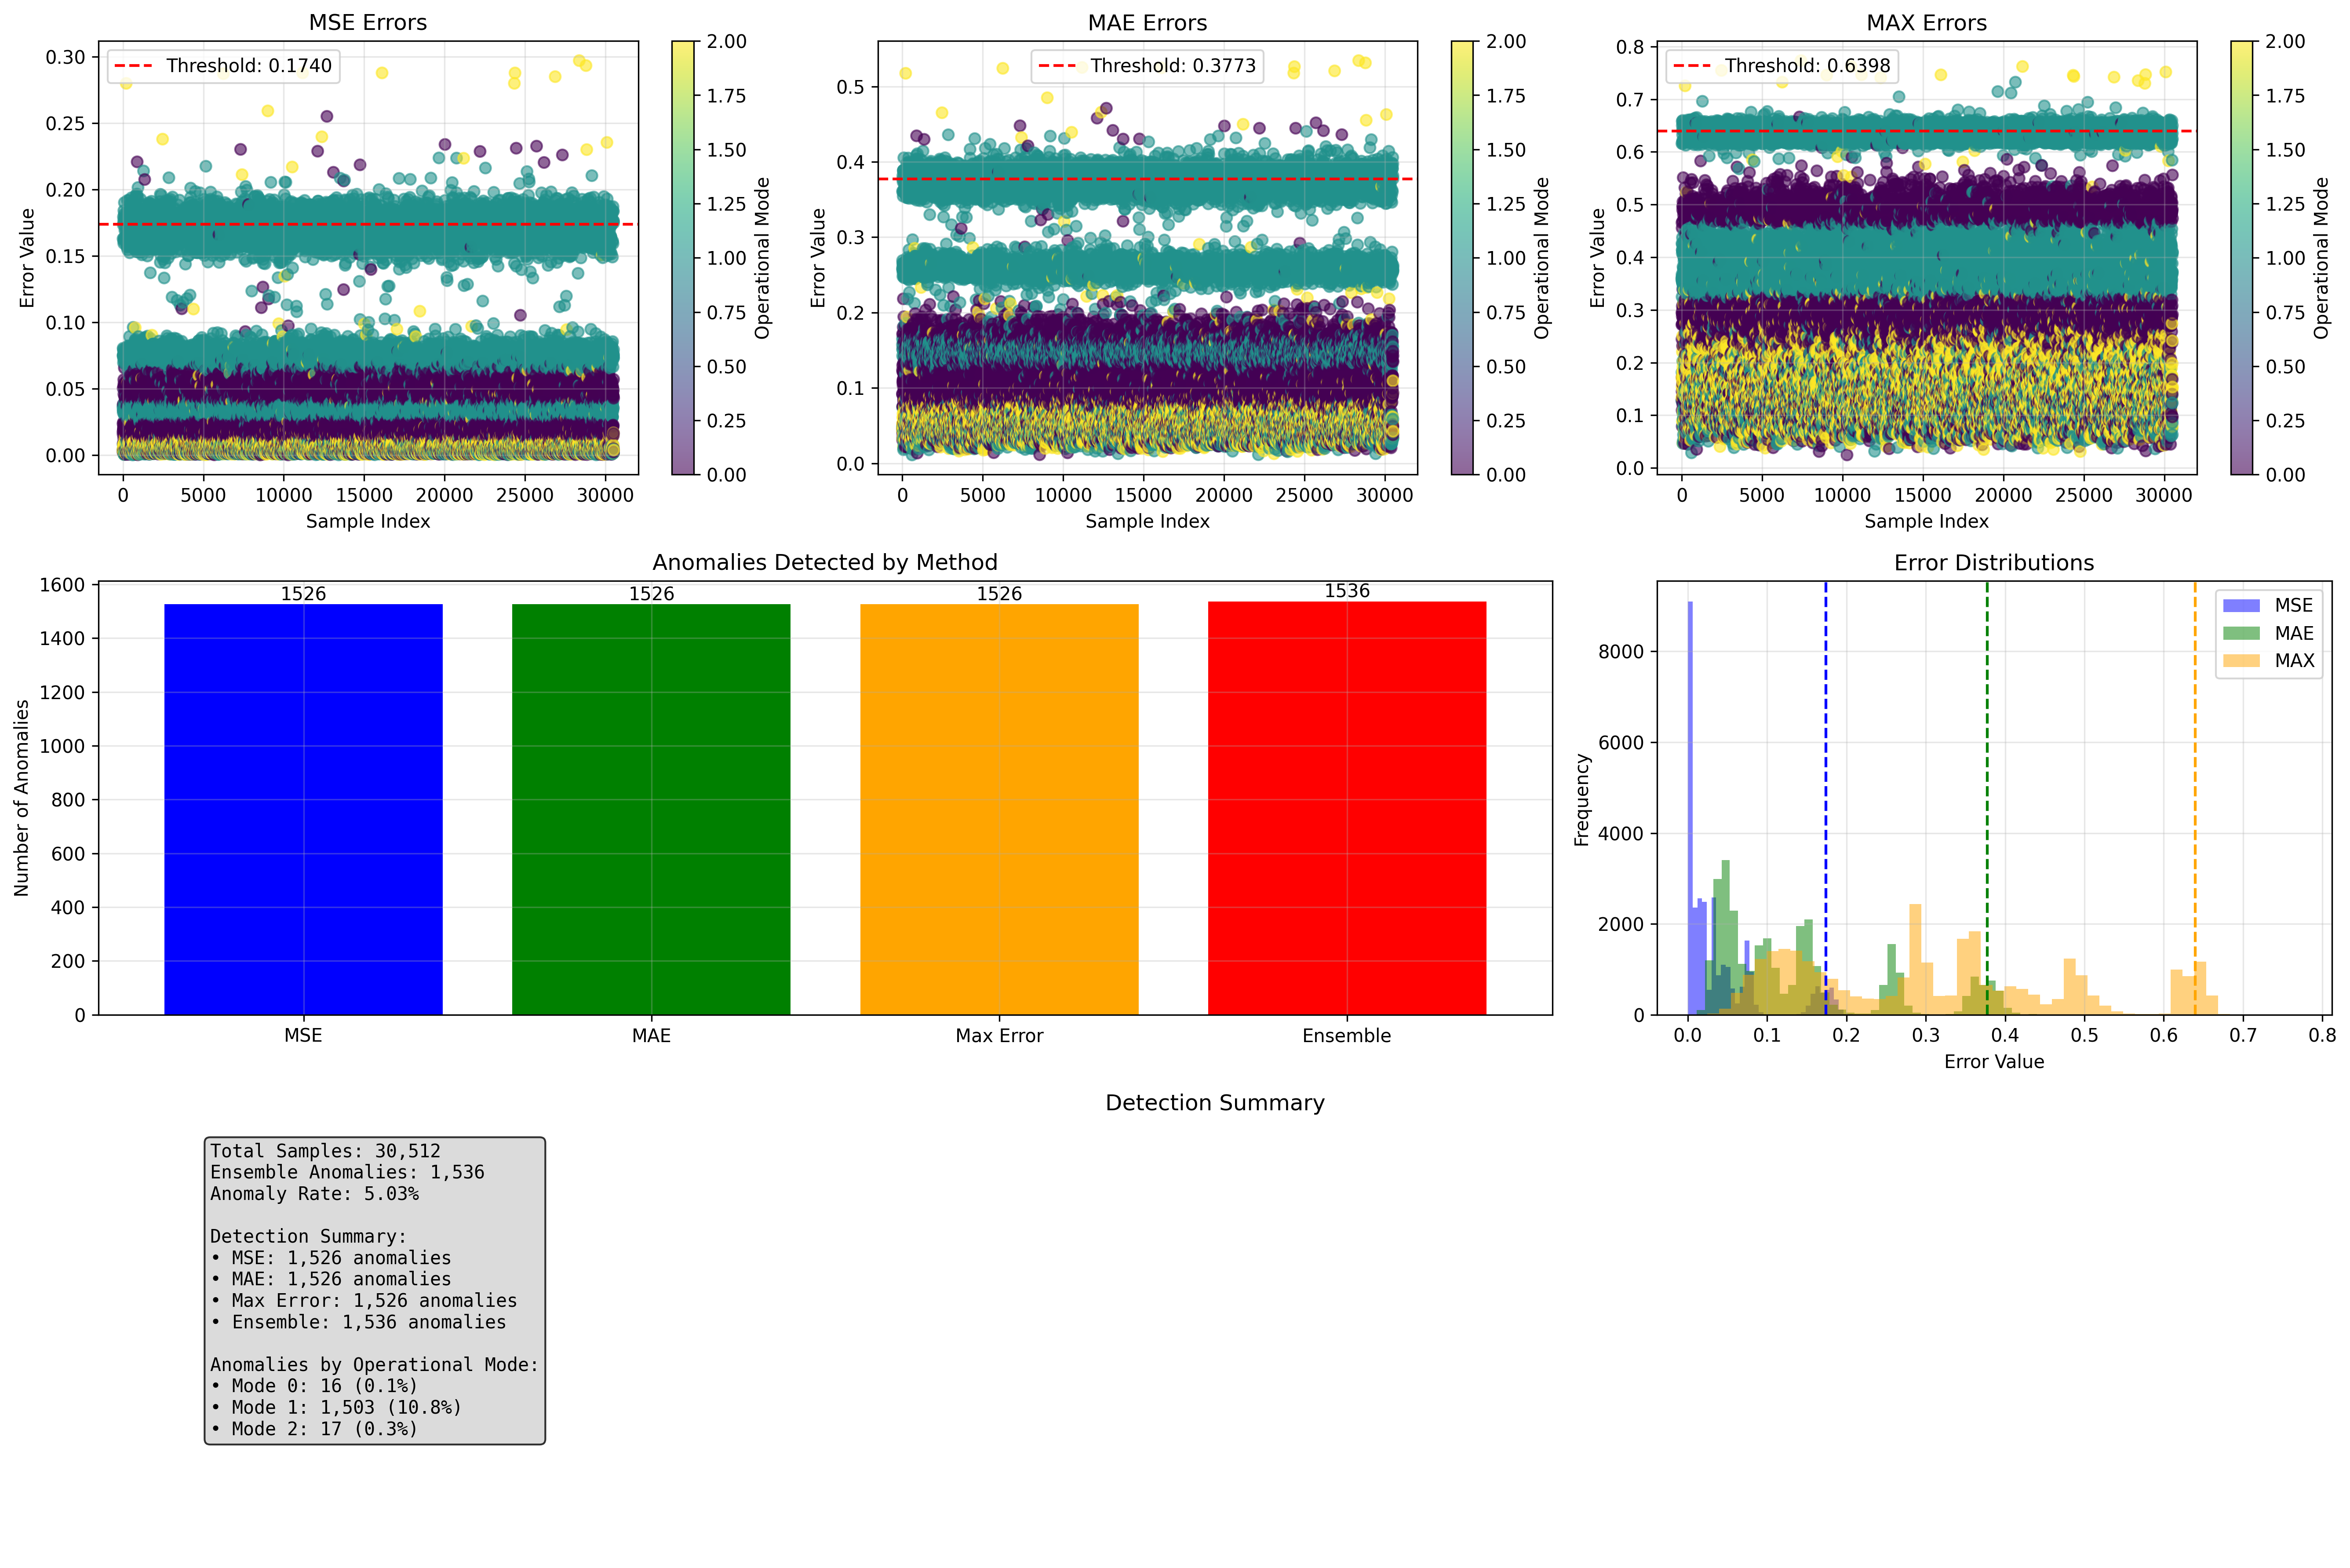 MSE Errors
MAE Errors
MAX Errors
Threshold: 0.1740
Threshold: 0.3773
Threshold: 0.6398
Error Value
0.30
0.25
0.20
0.15
0.10
0.05
0.00
0
5000
10000
15000
20000
25000
30000
Sample Index
2.00
1.75
1.50
1.25
1.00
0.75
0.50
0.25
0.00
Operational Mode
Error Value
0.5
0.4
0.3
0.2
0.1
0.0
0
5000
10000
15000
20000
25000
30000
Sample Index
2.00
1.75
1.50
1.25
1.00
0.75
0.50
0.25
0.00
Operational Mode
Error Value
0.8
0.7
0.6
0.5
0.4
0.3
0.2
0.1
0.0
0
5000
10000
15000
20000
25000
30000
Sample Index
2.00
1.75
1.50
1.25
1.00
0.75
0.50
0.25
0.00
Operational Mode
Anomalies Detected by Method
Number of Anomalies
1600
1400
1200
1000
800
600
400
200
0
1526
1526
1526
1536
MSE
MAE
Max Error
Ensemble
Error Distributions
Frequency
8000
6000
4000
2000
0
MSE
MAE
MAX
0.0
0.1
0.2
0.3
0.4
0.5
0.6
0.7
0.8
Error Value
Detection Summary
Total Samples: 30,512
Ensemble Anomalies: 1,536
Anomaly Rate: 5.03%
Detection Summary:
• MSE: 1,526 anomalies
• MAE: 1,526 anomalies
• Max Error: 1,526 anomalies
• Ensemble: 1,536 anomalies
Anomalies by Operational Mode:
• Mode 0: 16 (0.1%)
• Mode 1: 1,503 (10.8%)
• Mode 2: 17 (0.3%)